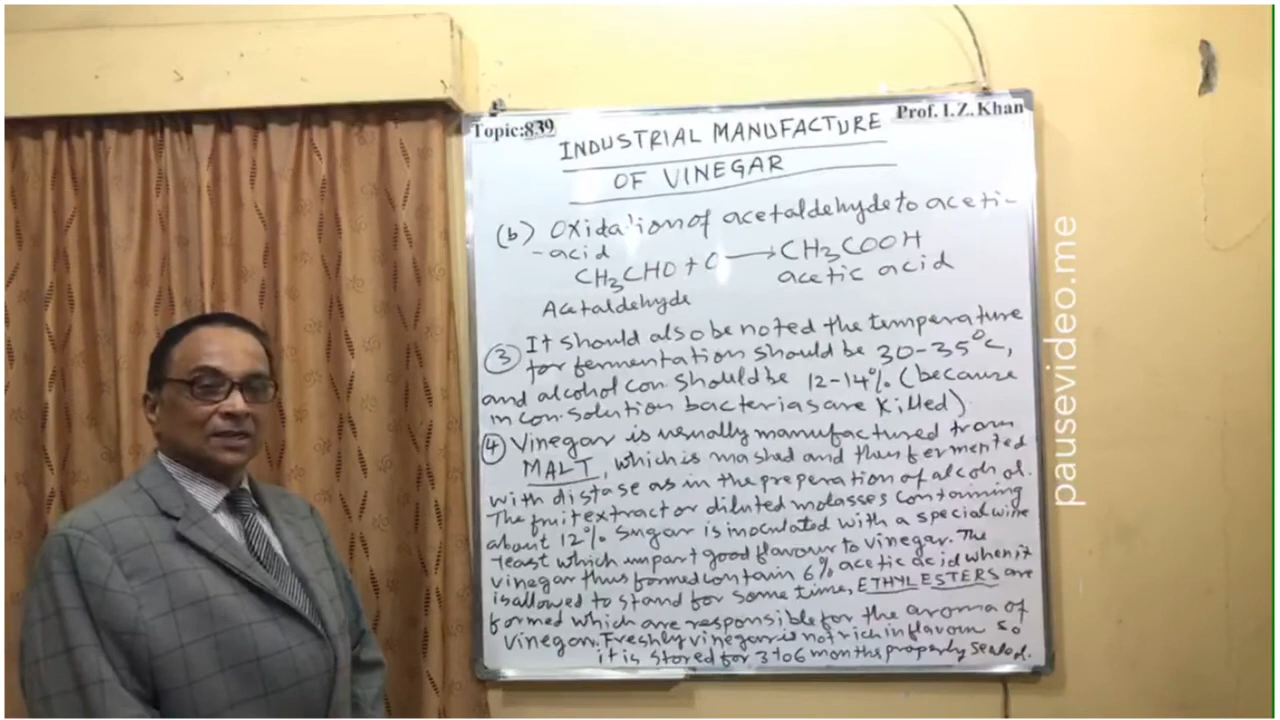 Topic:839
Prof. I.Z.Khan
INDUSTRIAL MANUFACTURE
OF VINEGAR
(b) Oxidation of acetaldehyde to aceti-
-acid
CH3CHO + O ⟶ CH3COOH
Acetaldehyde acetic acid
③ It should also be noted the temperature
for fermentation should be 30-35°C,
and alcohol con. should be 12-14% (because
in con. solution bacterias are killed)
④ Vinegar is usually manufactured from
MALT, which is mashed and thus fermented
with distase as in the preperation of alcohol.
The fruit extract or diluted molasses containing
about 12% sugar is inoculated with a special wine
yeast which impart good flavour to vinegar. The
vinegar thus formed contain 6% acetic acid when it
is allowed to stand for some time, ETHYL ESTERS are
formed which are responsible for the aroma of
vinegar. Freshly vinegar is not rich in flavour so
it is stored for 3 to 6 months properly sealed.
pausevideo.me